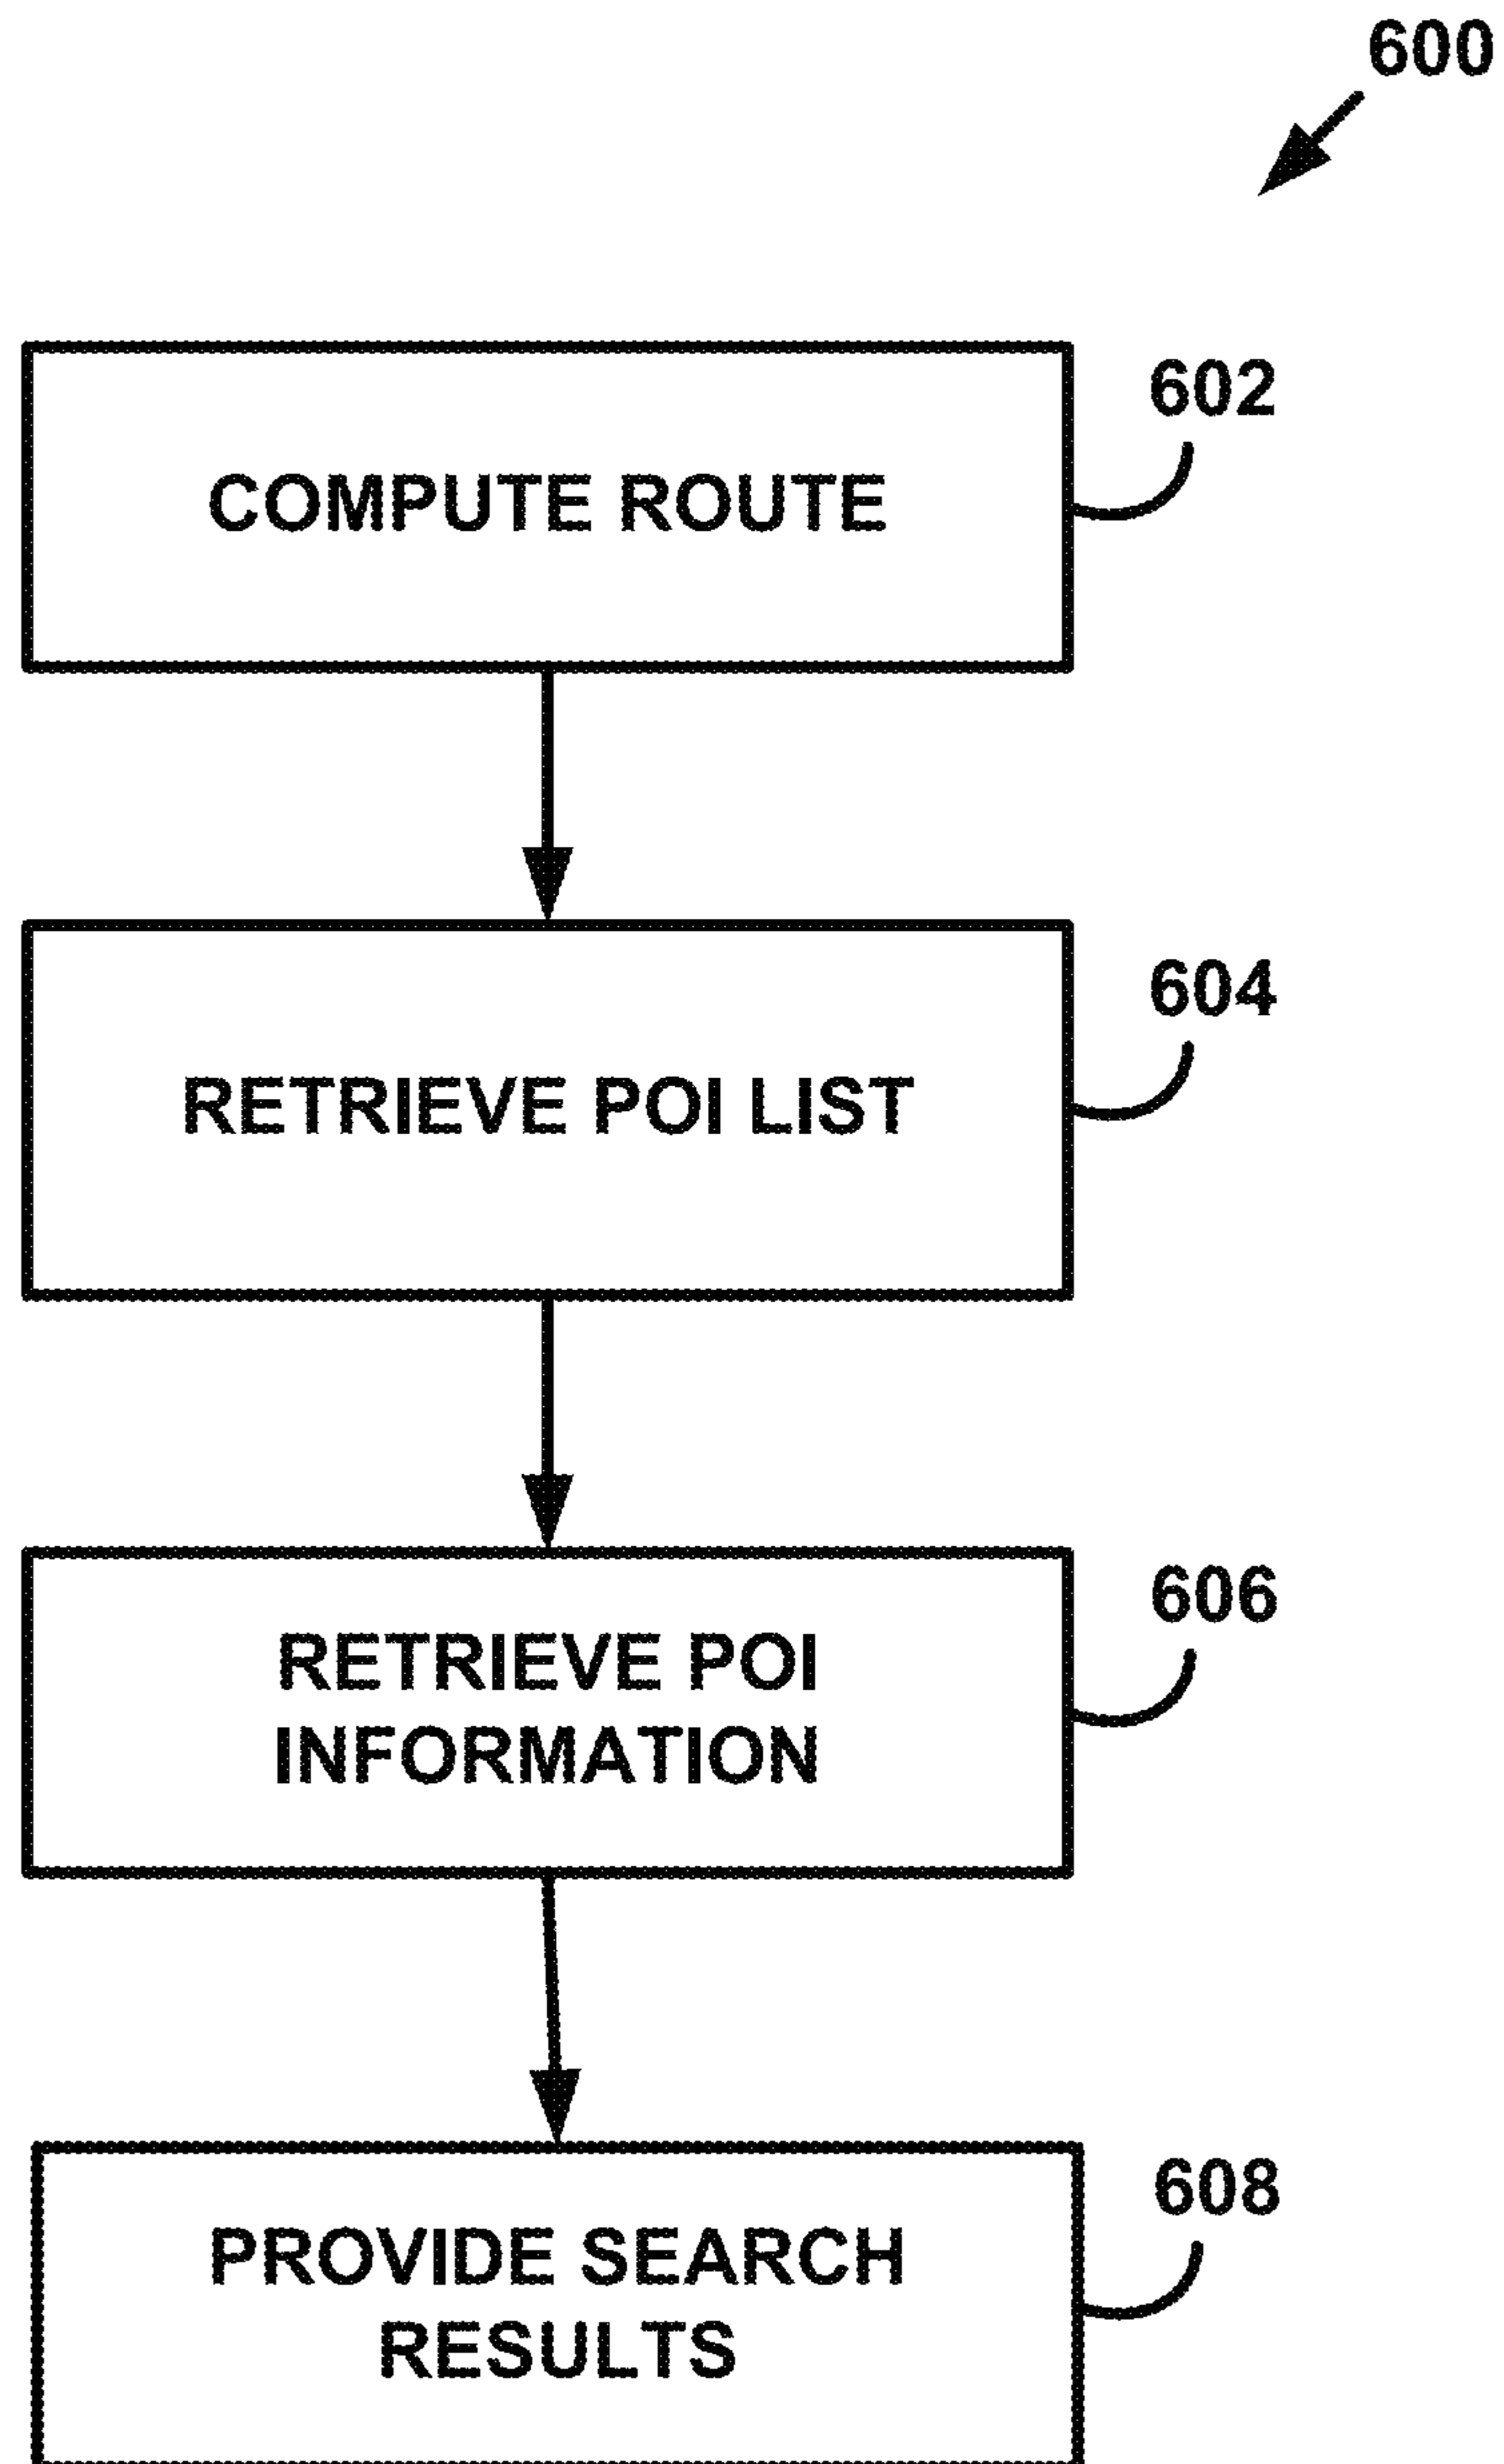 600
602
COMPUTE ROUTE
604
RETRIEVE POI LIST
606
RETRIEVE POI
INFORMATION
608
PROVIDE SEARCH
RESULTS